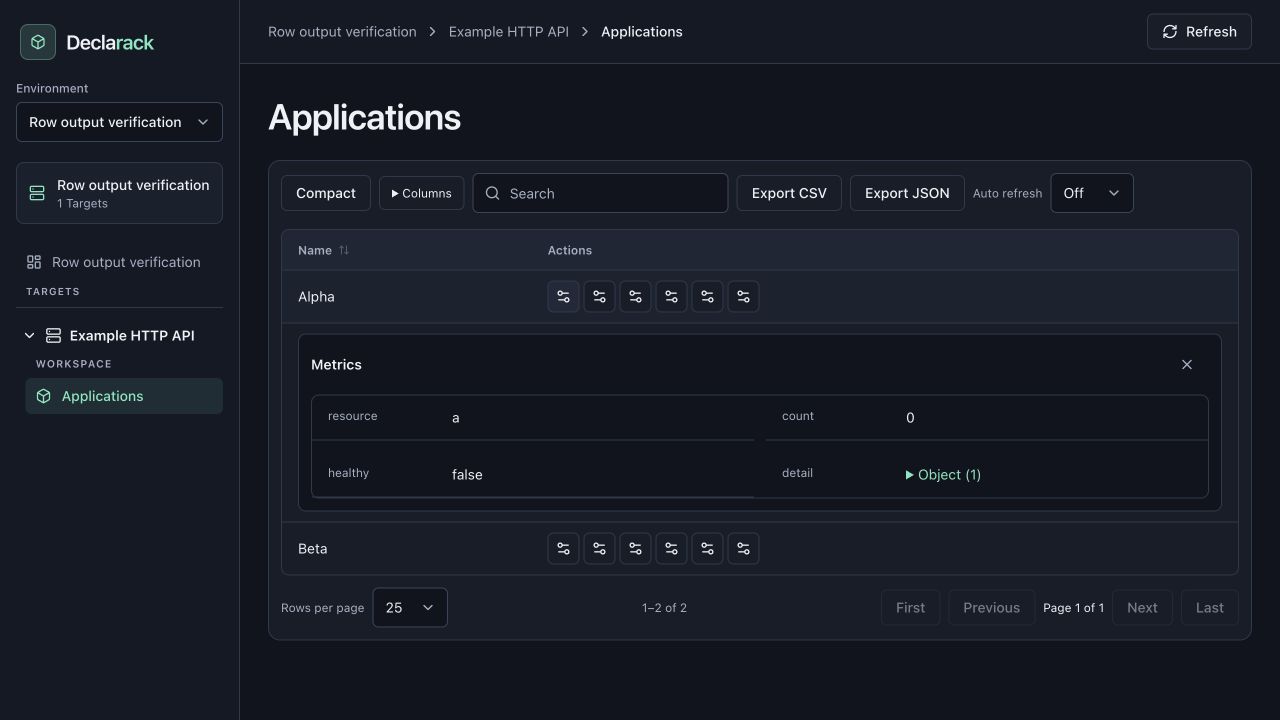 Declarack
Environment
Row output verification
Row output verification
1 Targets
Row output verification
TARGETS
Example HTTP API
WORKSPACE
Applications
Row output verification > Example HTTP API > Applications
Refresh
Applications
Compact
Columns
Search
Export CSV
Export JSON
Auto refresh
Off
Name Actions
Alpha
Metrics
resource a count 0
healthy false detail Object (1)
Beta
Rows per page 25 1–2 of 2 First Previous Page 1 of 1 Next Last